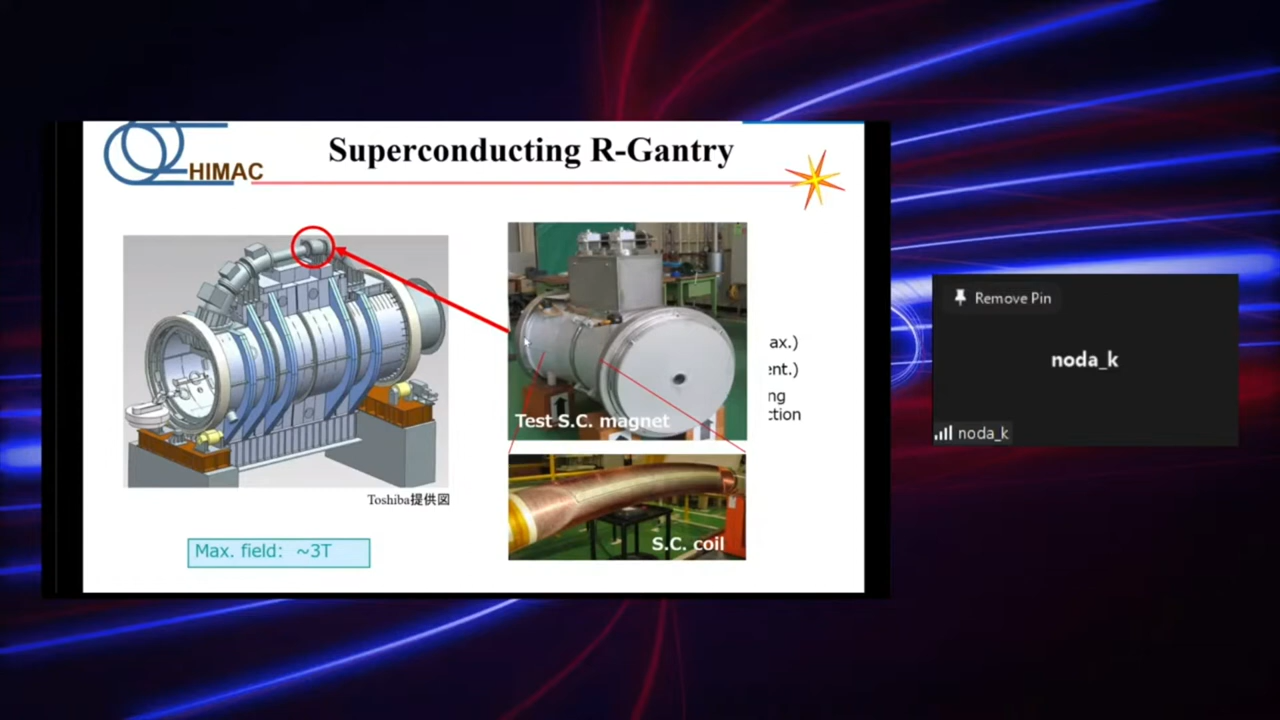 HIMAC
Superconducting R-Gantry
Test S.C. magnet
S.C. coil
ax.)
ent.)
ng
ction
Toshiba提供図
Max. field: ~3T
Remove Pin
noda_k
noda_k